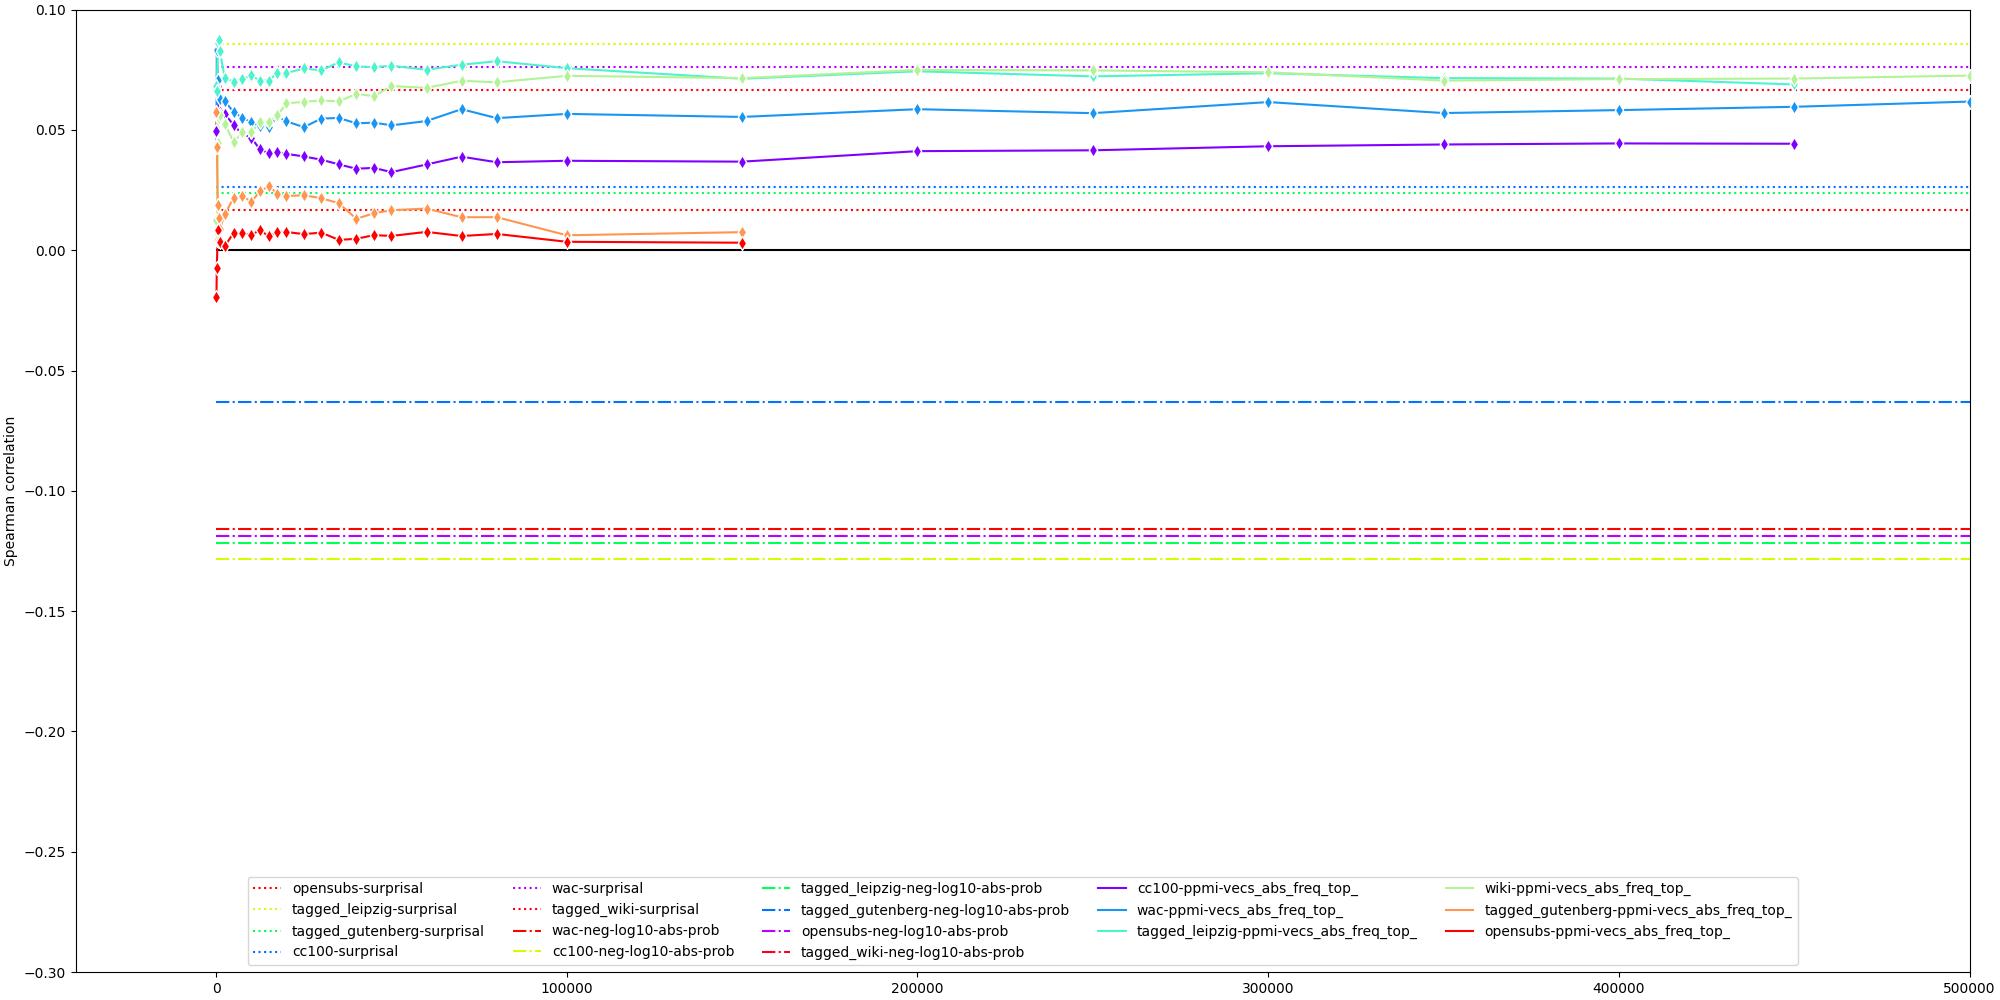 0.10
0.05
0.00
−0.05
−0.10
−0.15
−0.20
−0.25
−0.30
Spearman correlation
opensubs-surprisal
tagged_leipzig-surprisal
tagged_gutenberg-surprisal
cc100-surprisal
wac-surprisal
tagged_wiki-surprisal
wac-neg-log10-abs-prob
cc100-neg-log10-abs-prob
tagged_leipzig-neg-log10-abs-prob
tagged_gutenberg-neg-log10-abs-prob
opensubs-neg-log10-abs-prob
tagged_wiki-neg-log10-abs-prob
cc100-ppmi-vecs_abs_freq_top_
wac-ppmi-vecs_abs_freq_top_
tagged_leipzig-ppmi-vecs_abs_freq_top_
wiki-ppmi-vecs_abs_freq_top_
tagged_gutenberg-ppmi-vecs_abs_freq_top_
opensubs-ppmi-vecs_abs_freq_top_
0 100000 200000 300000 400000 500000